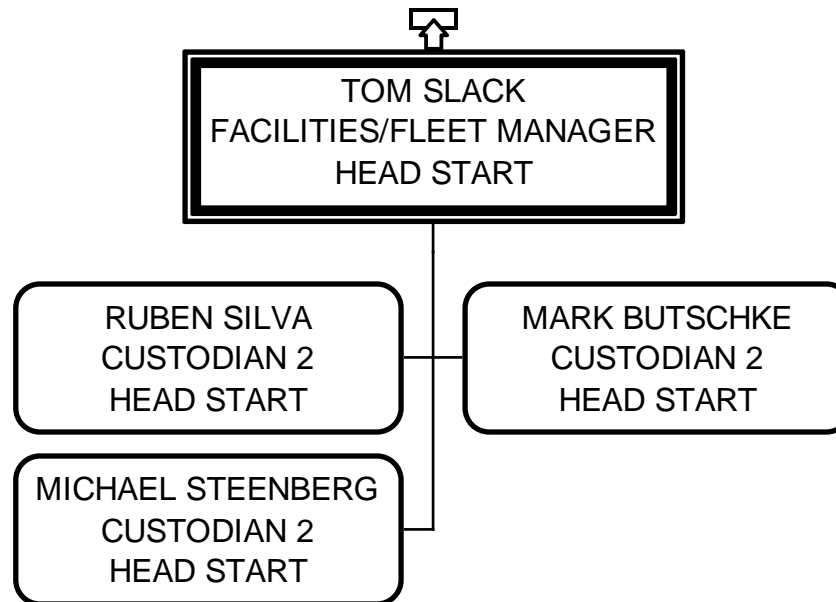 TOM SLACK
FACILITIES/FLEET MANAGER
HEAD START
RUBEN SILVA
CUSTODIAN 2
HEAD START
MARK BUTSCHKE
CUSTODIAN 2
HEAD START
MICHAEL STEENBERG
CUSTODIAN 2
HEAD START